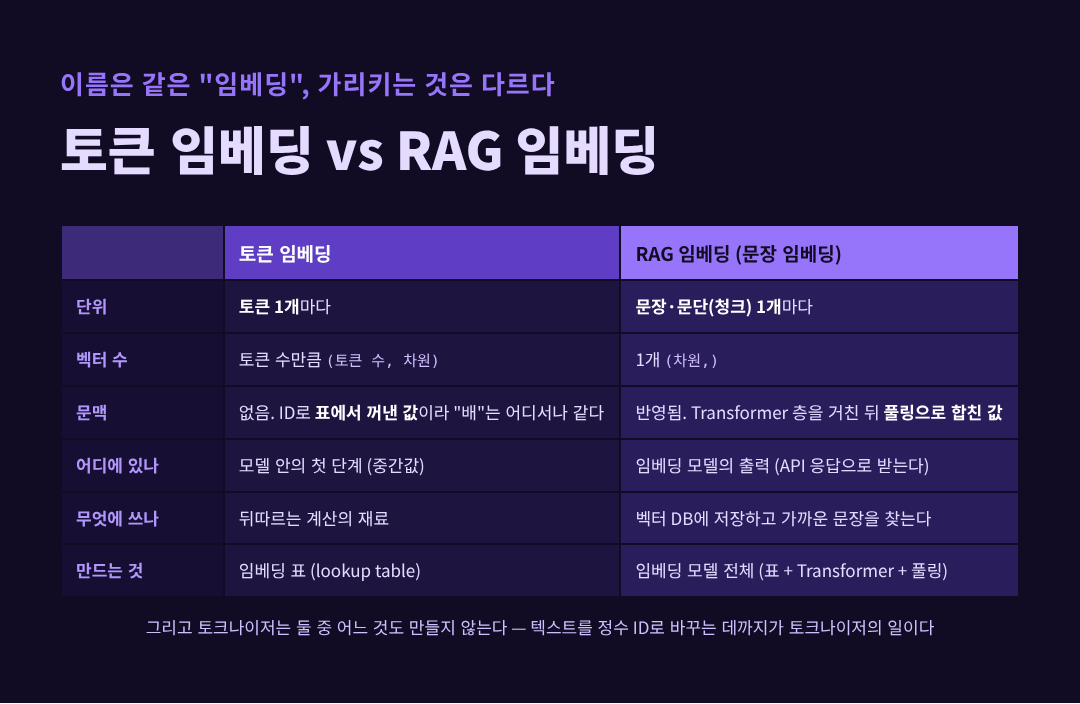 이름은 같은 "임베딩", 가리키는 것은 다르다
토큰 임베딩 vs RAG 임베딩
토큰 임베딩
RAG 임베딩 (문장 임베딩)
단위
토큰 1개마다
문장·문단(청크) 1개마다
벡터 수
토큰 수만큼 (토큰 수, 차원)
1개 (차원,)
문맥
없음. ID로 표에서 꺼낸 값이라 "배"는 어디서나 같다
반영됨. Transformer 층을 거친 뒤 풀링으로 합친 값
어디에 있나
모델 안의 첫 단계 (중간값)
임베딩 모델의 출력 (API 응답으로 받는다)
무엇에 쓰나
뒤따르는 계산의 재료
벡터 DB에 저장하고 가까운 문장을 찾는다
만드는 것
임베딩 표 (lookup table)
임베딩 모델 전체 (표 + Transformer + 풀링)
그리고 토크나이저는 둘 중 어느 것도 만들지 않는다 — 텍스트를 정수 ID로 바꾸는 데까지가 토크나이저의 일이다